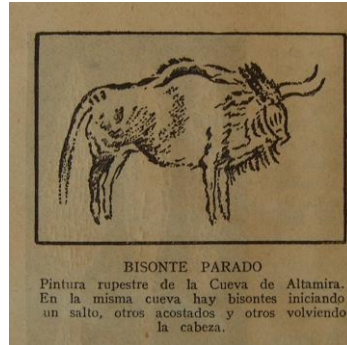 BISONTE PARADO
Pintura rupestre de la Cueva de Altamira.
En la misma cueva hay bisontes iniciando
un salto, otros acostados y otros volviendo
la cabeza.